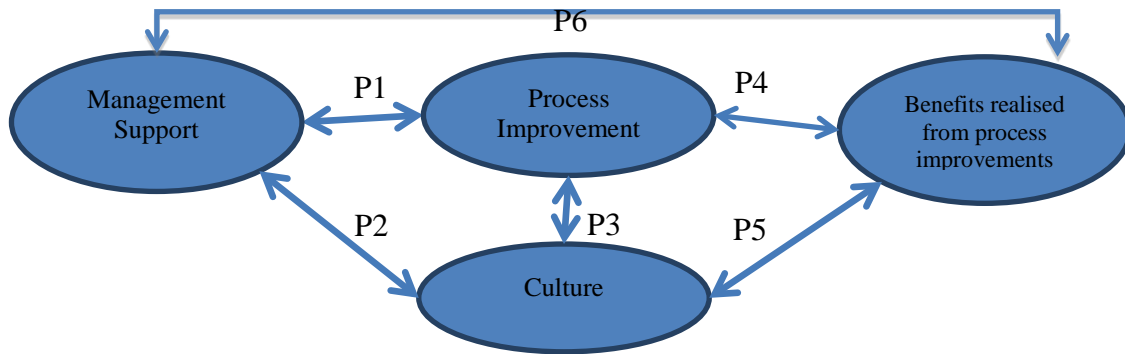 P6
Management
Support
P1
Process
Improvement
P4
Benefits realised
from process
improvements
P2
P3
P5
Culture